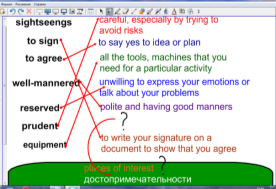 sightseengs
to sign
to agree
well-mannered
reserved
prudent
equipment
careful, especially by trying to
avoid risks
to say yes to idea or plan
all the tools, machines that you
need for a particular activity
unwilling to express your emotions or
talk about your problems
polite and having good manners
?
to write your signature on a
document to show that you agree
?
places of interest
достопримечательности